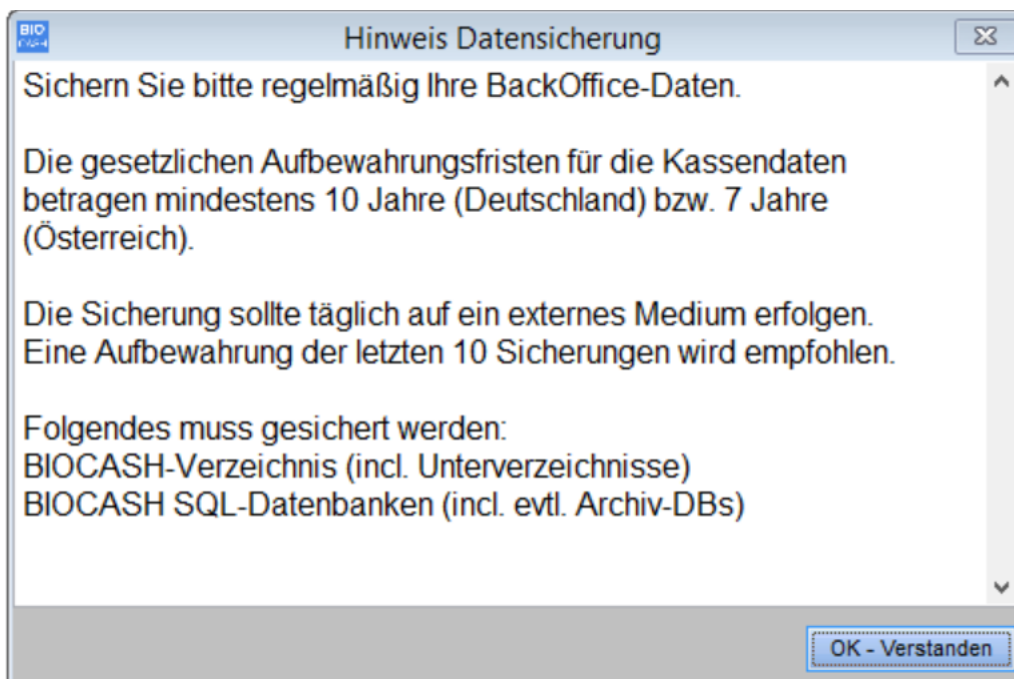 BIO
CASH
Hinweis Datensicherung
Sichern Sie bitte regelmäßig Ihre BackOffice-Daten.
Die gesetzlichen Aufbewahrungsfristen für die Kassendaten
betragen mindestens 10 Jahre (Deutschland) bzw. 7 Jahre
(Österreich).
Die Sicherung sollte täglich auf ein externes Medium erfolgen.
Eine Aufbewahrung der letzten 10 Sicherungen wird empfohlen.
Folgendes muss gesichert werden:
BIOCASH-Verzeichnis (incl. Unterverzeichnisse)
BIOCASH SQL-Datenbanken (incl. evtl. Archiv-DBs)
OK - Verstanden